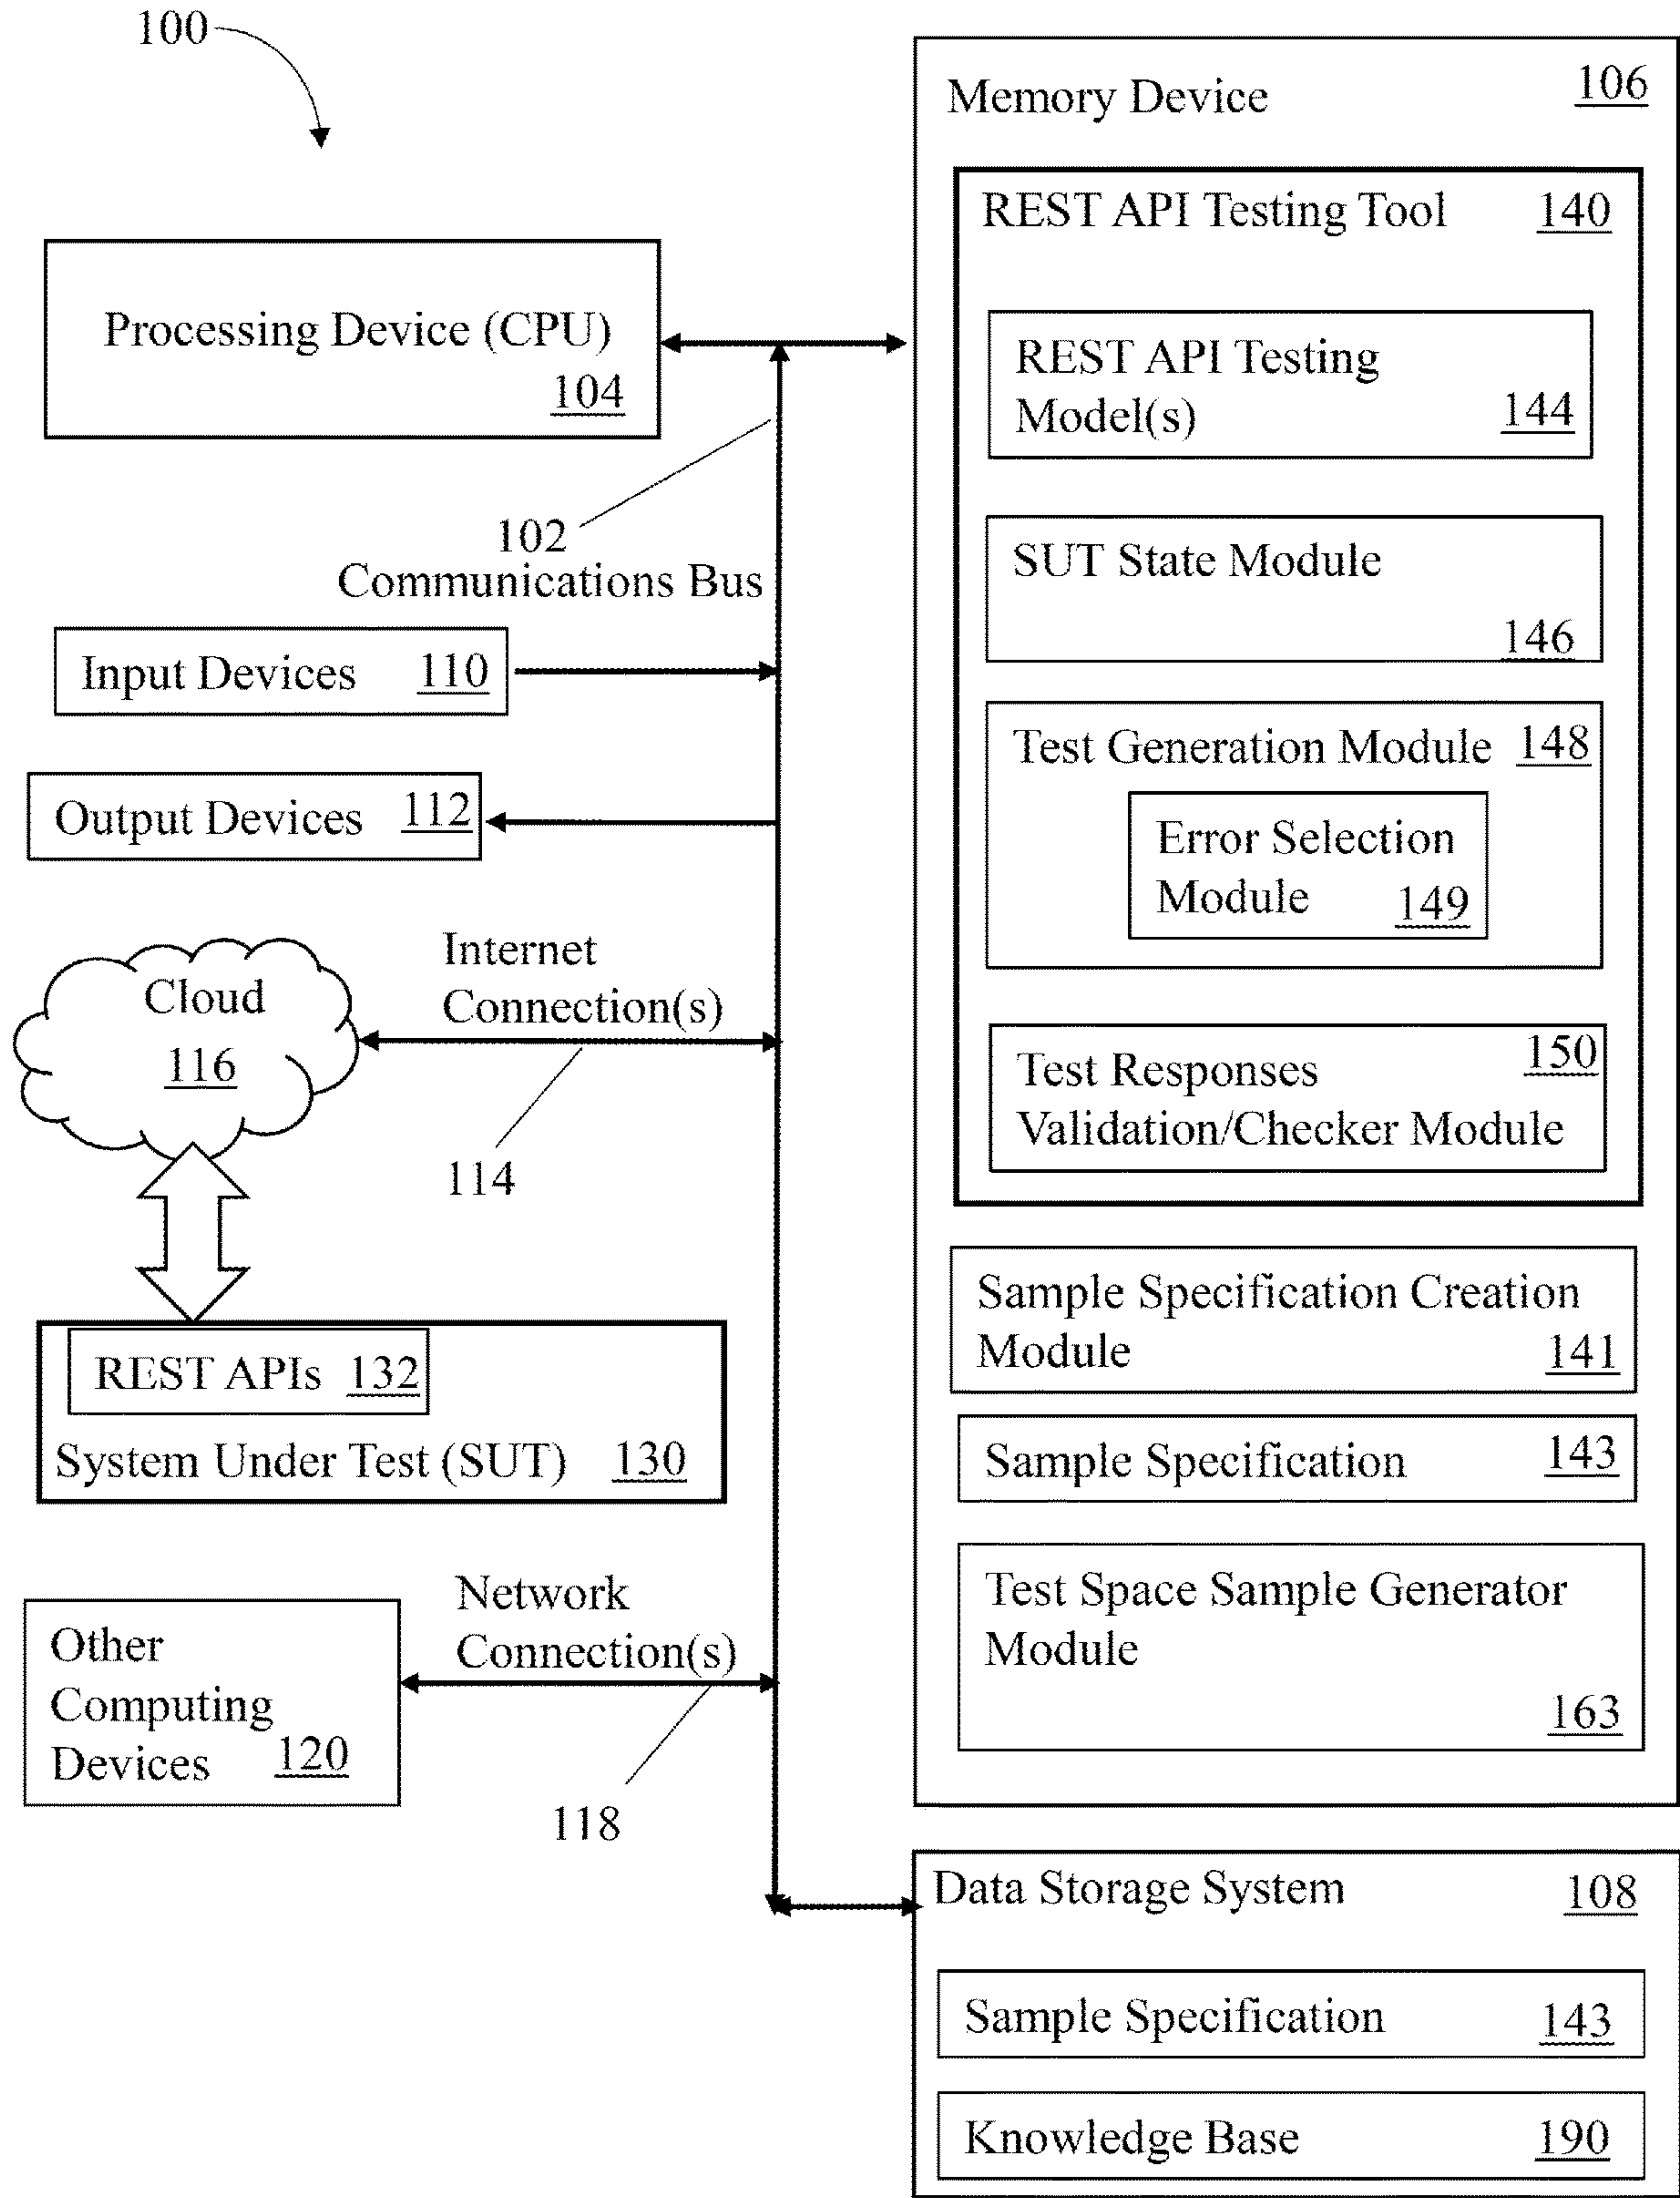 100
Memory Device 106
REST API Testing Tool 140
Processing Device (CPU)
104
REST API Testing
Model(s) 144
102
Communications Bus
SUT State Module
146
Input Devices 110
Test Generation Module 148
Output Devices 112
Error Selection
Module 149
Internet
Connection(s)
Cloud
116
114
Test Responses 150
Validation/Checker Module
Sample Specification Creation
Module 141
REST APIs 132
System Under Test (SUT) 130
Sample Specification 143
Test Space Sample Generator
Module
163
Network
Connection(s)
Other
Computing
Devices 120
118
Data Storage System 108
Sample Specification 143
Knowledge Base 190